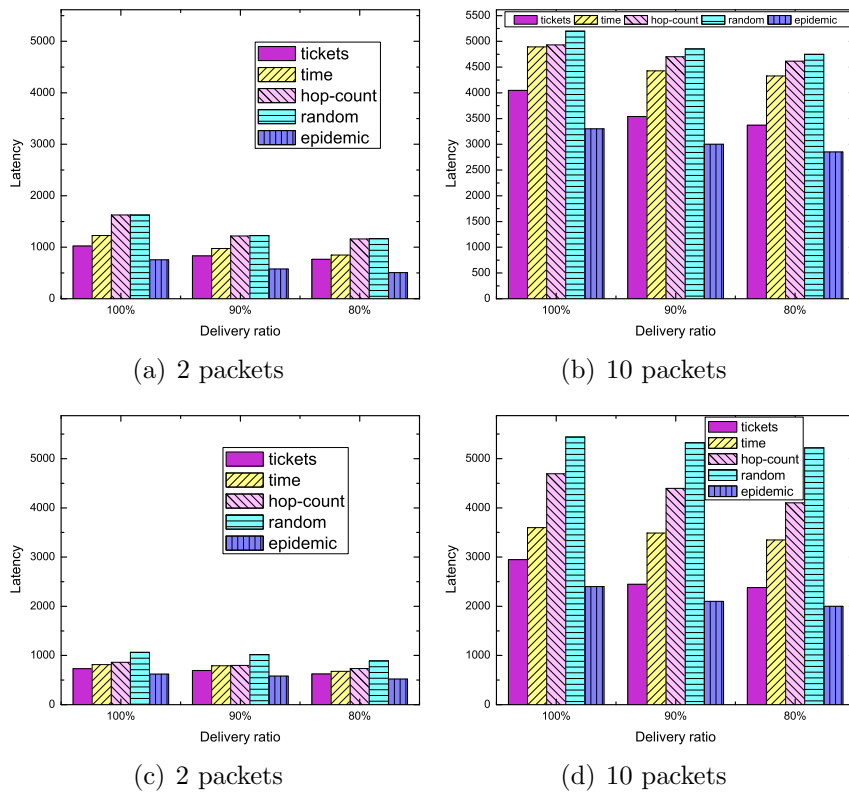 5000
4000
3000
2000
1000
0
Latency
tickets
time
hop-count
random
epidemic
100%
90%
80%
Delivery ratio
(a) 2 packets
tickets time hop-count random epidemic
5500
5000
4500
4000
3500
3000
2500
2000
1500
1000
500
0
Latency
100%
90%
80%
Delivery ratio
(b) 10 packets
5000
4000
3000
2000
1000
0
Latency
tickets
time
hop-count
random
epidemic
100%
90%
80%
Delivery ratio
(c) 2 packets
5000
4000
3000
2000
1000
0
Latency
tickets
time
hop-count
random
epidemic
100%
90%
80%
Delivery ratio
(d) 10 packets